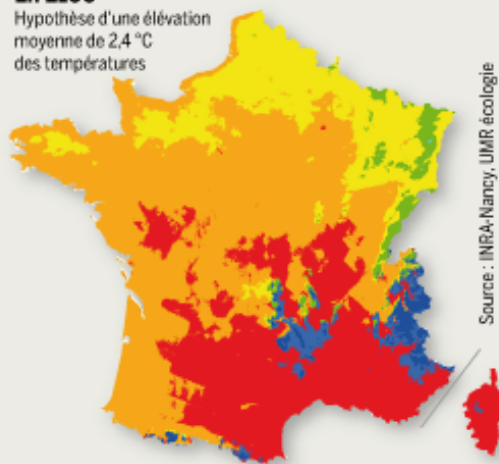 Hypothèse d'une élévation
moyenne de 2,4 °C
des températures
Source : INRA-Nancy, UMR écologie